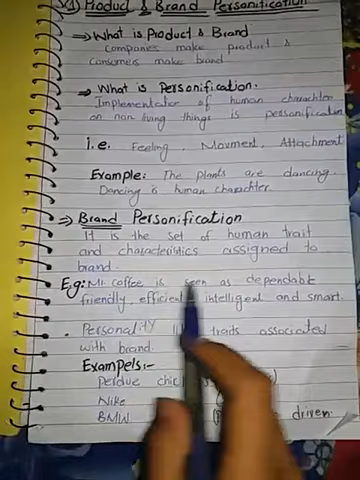 Product & Brand Personification
⇒ What is Product & Brand
Companies make product &
Consumers make brand
⇒ What is Personification.
Implementation of human charachter
on non living things is personification
i.e Feeling, Movment, Attachment
Example: The plants are dancing.
Dancing is human charachter
⇒ Brand Personification
It is the set of human trait
and characteristics assigned to
brand.
E.g: Mr. coffee is seen as dependable
friendly, efficient intelligent and smart.
Personality traits associated
with brand.
Exampels:-
Perdue
Nike
BMW driven.